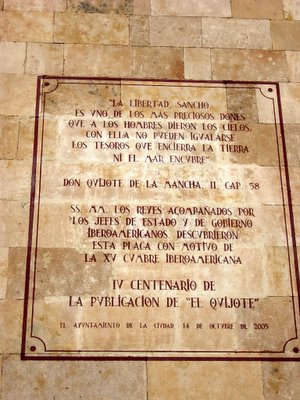 "LA LIBERTAD, SANCHO,
ES VNO DE LOS MAS PRECIOSOS DONES
QVE A LOS HOMBRES DIERON LOS CIELOS,
CON ELLA NO PVEDEN IGVALARSE
LOS TESOROS QVE ENCIERRA LA TIERRA
NI EL MAR ENCVBRE"
DON QVIJOTE DE LA MANCHA, II, CAP. 58
SS. MM. LOS REYES ACOMPAÑADOS POR
LOS JEFES DE ESTADO Y DE GOBIERNO
IBEROAMERICANOS, DESCVBRIERON
ESTA PLACA CON MOTIVO DE
LA XV CVMBRE IBEROAMERICANA
IV CENTENARIO DE
LA PVBLICACION DE "EL QVIJOTE"
EL AYVNTAMIENTO DE LA CIVDAD, 14 DE OCTVBRE DE 2005